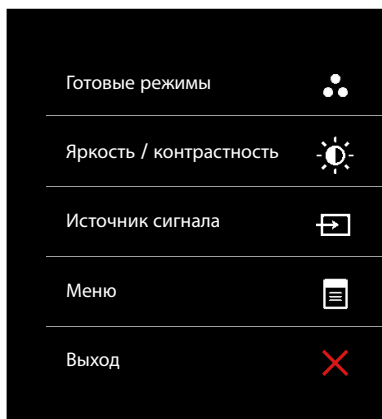 Готовые режимы
Яркость / контрастность
Источник сигнала
Меню
Выход